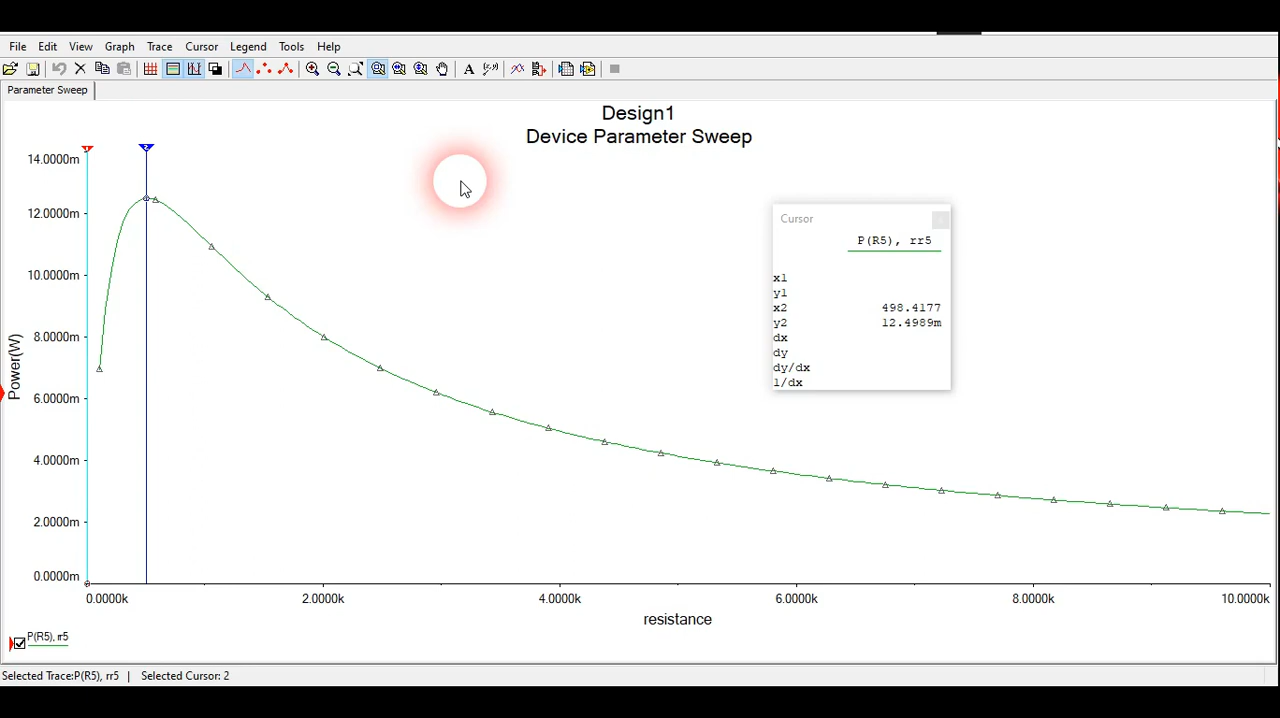 File Edit View Graph Trace Cursor Legend Tools Help
A
Parameter Sweep
Design1
Device Parameter Sweep
1
2
14.0000m
12.0000m
10.0000m
8.0000m
6.0000m
4.0000m
2.0000m
0.0000m
Power(W)
Cursor
P(R5), rr5
x1
y1
x2 498.4177
y2 12.4989m
dx
dy
dy/dx
1/dx
0.0000k 2.0000k 4.0000k 6.0000k 8.0000k 10.0000k
resistance
P(R5), rr5
Selected Trace:P(R5), rr5 | Selected Cursor: 2